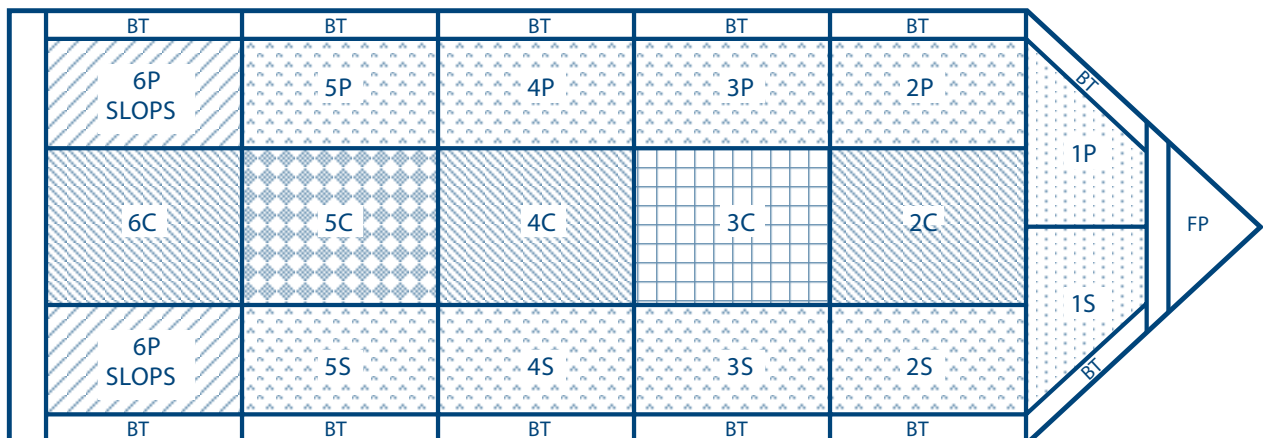 BT BT BT BT BT
6P
SLOPS
5P 4P 3P 2P
BT
1P
6C 5C 4C 3C 2C
FP
1S
6P
SLOPS
5S 4S 3S 2S
BT
BT BT BT BT BT